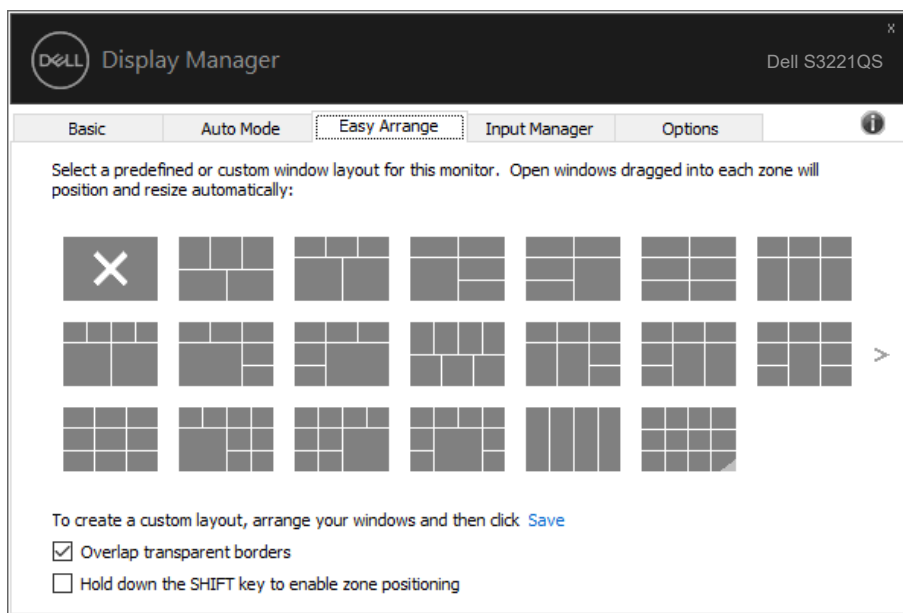 x
DELL Display Manager
Dell S3221QS
Basic Auto Mode Easy Arrange Input Manager Options i
Select a predefined or custom window layout for this monitor. Open windows dragged into each zone will
position and resize automatically:
>
To create a custom layout, arrange your windows and then click Save
Overlap transparent borders
Hold down the SHIFT key to enable zone positioning